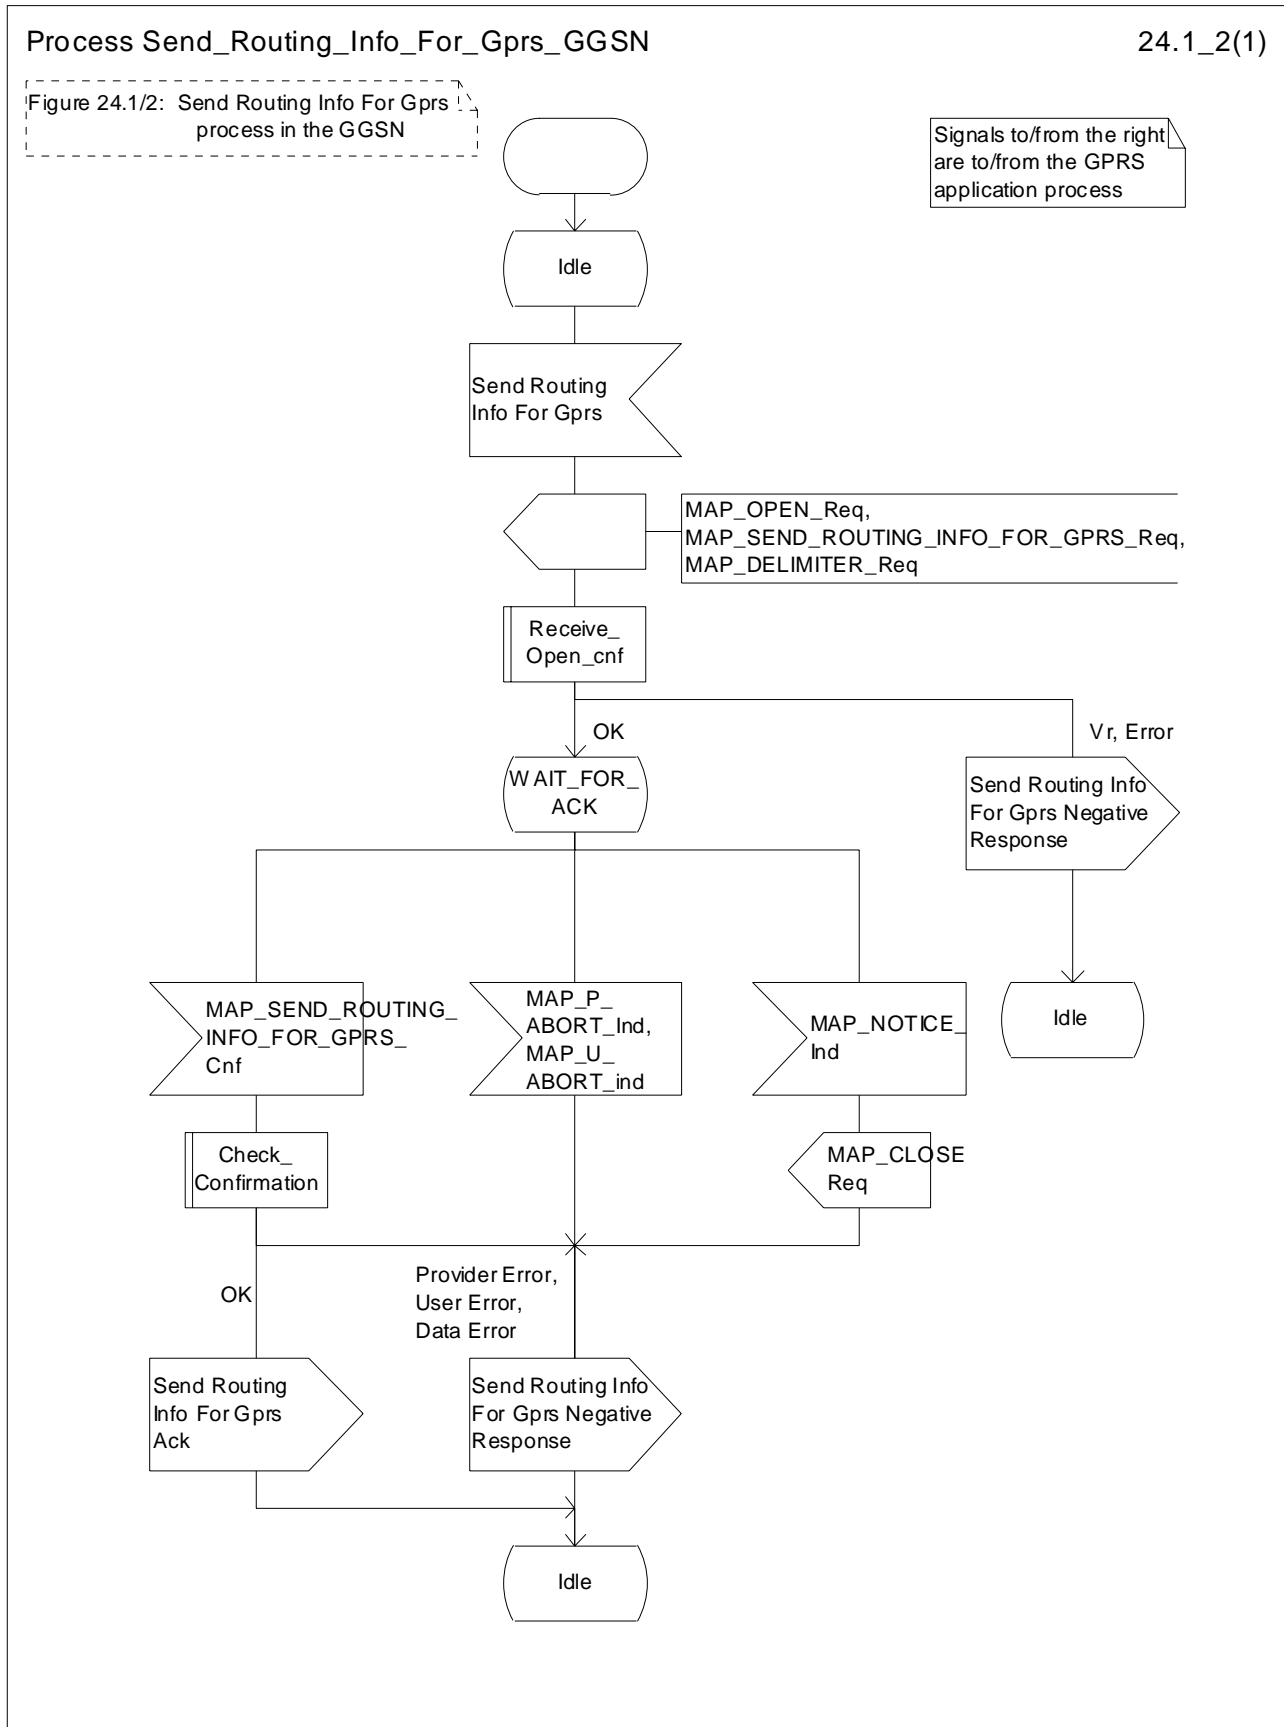 Process Send_Routing_Info_For_Gprs_GGSN
24.1_2(1)
Figure 24.1/2: Send Routing Info For Gprs
process in the GGSN
Signals to/from the right
are to/from the GPRS
application process
Idle
Send Routing
Info For Gprs
MAP_OPEN_Req,
MAP_SEND_ROUTING_INFO_FOR_GPRS_Req,
MAP_DELIMITER_Req
Receive_
Open_cnf
OK
Vr, Error
WAIT_FOR_
ACK
Send Routing Info
For Gprs Negative
Response
MAP_SEND_ROUTING_
INFO_FOR_GPRS_
Cnf
MAP_P_
ABORT_Ind,
MAP_U_
ABORT_ind
MAP_NOTICE_
Ind
Idle
Check_
Confirmation
MAP_CLOSE
Req
OK
Provider Error,
User Error,
Data Error
Send Routing
Info For Gprs
Ack
Send Routing Info
For Gprs Negative
Response
Idle